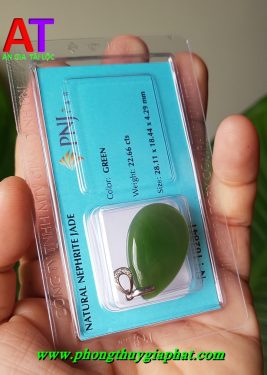 AT
AN GIA TÀI LỘC
PNJ
NATURAL NEPHRITE JADE
Color: GREEN
Weight: 22.66 cts
Size: 28.11 x 18.44 x 4.29 mm
www.phongthuygiaphat.com